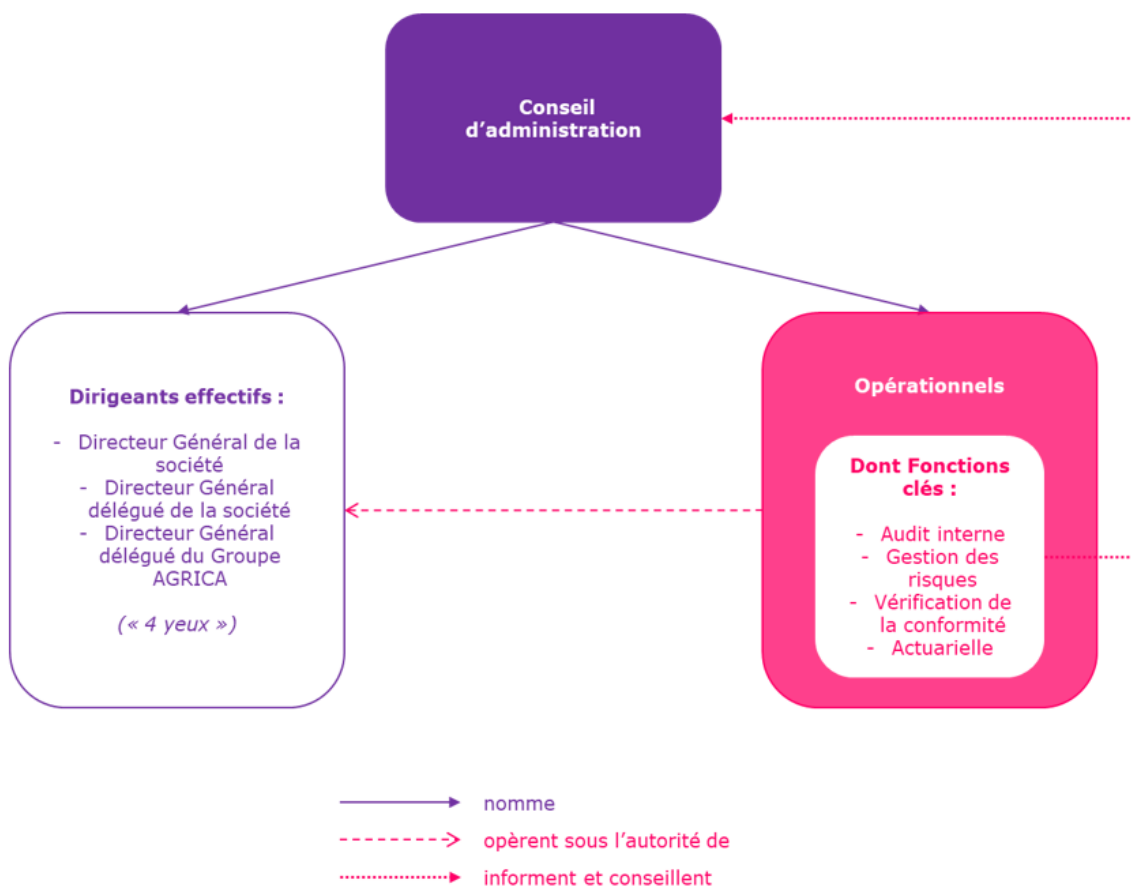 Conseil
d’administration
Dirigeants effectifs :
- Directeur Général de la
société
- Directeur Général
délégué de la société
- Directeur Général
délégué du Groupe
AGRICA
(« 4 yeux »)
Opérationnels
Dont Fonctions
clés :
- Audit interne
- Gestion des
risques
- Vérification de
la conformité
- Actuarielle
nomme
opèrent sous l’autorité de
informent et conseillent